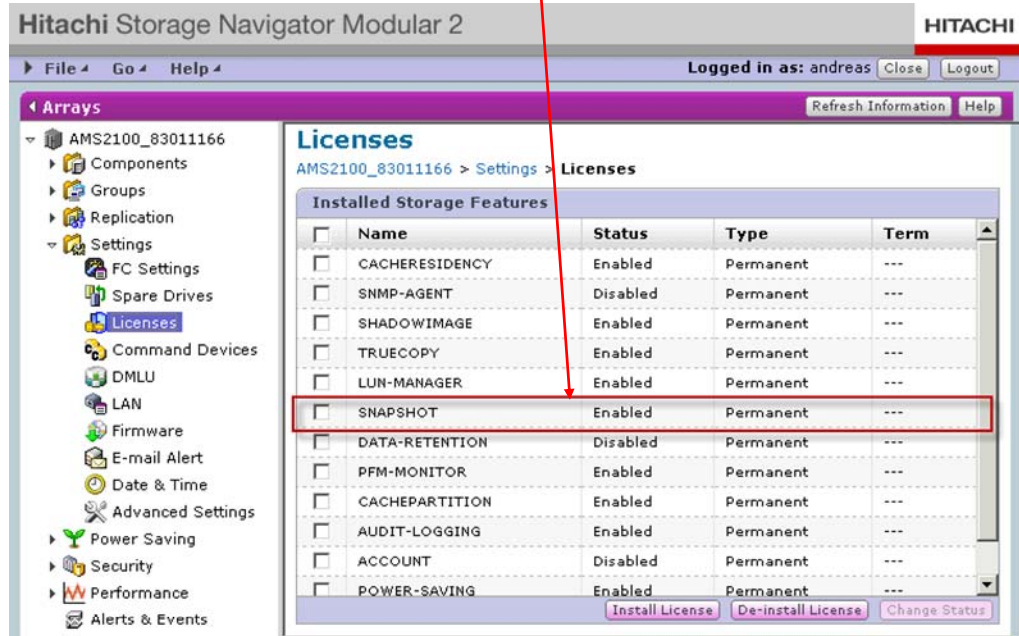 Hitachi Storage Navigator Modular 2
HITACHI
File Go Help
Logged in as: andreas Close Logout
Arrays
Refresh Information Help
AMS2100_83011166
Components
Groups
Replication
Settings
FC Settings
Spare Drives
Licenses
Command Devices
DMLU
LAN
Firmware
E-mail Alert
Date & Time
Advanced Settings
Power Saving
Security
Performance
Alerts & Events
Licenses
AMS2100_83011166 > Settings > Licenses
Installed Storage Features
Name Status Type Term
CACHERESIDENCY Enabled Permanent ---
SNMP-AGENT Disabled Permanent ---
SHADOWIMAGE Enabled Permanent ---
TRUECOPY Enabled Permanent ---
LUN-MANAGER Enabled Permanent ---
SNAPSHOT Enabled Permanent ---
DATA-RETENTION Disabled Permanent ---
PFM-MONITOR Enabled Permanent ---
CACHEPARTITION Enabled Permanent ---
AUDIT-LOGGING Enabled Permanent ---
ACCOUNT Disabled Permanent ---
POWER-SAVING Enabled Permanent ---
Install License De-install License Change Status